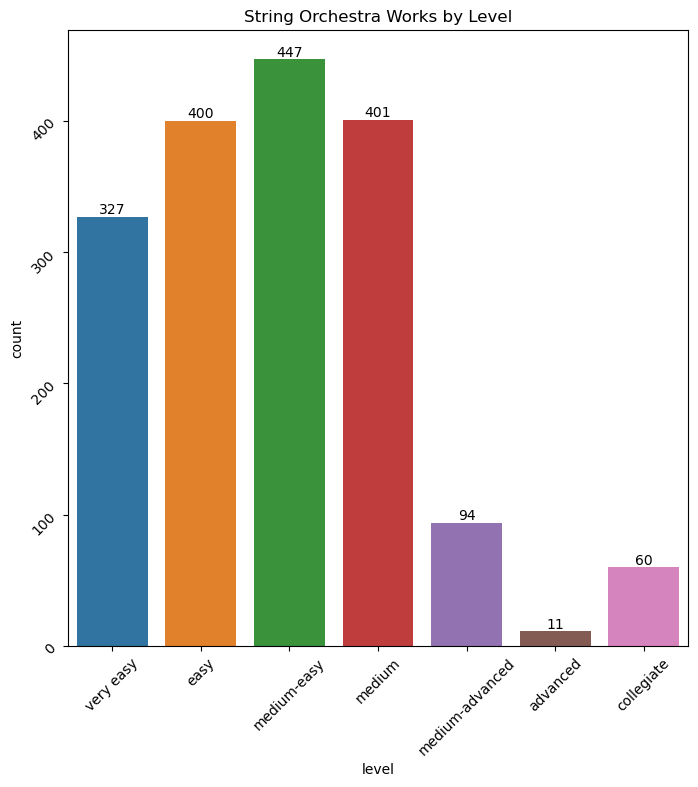 String Orchestra Works by Level
447
400
401
327
94
11
60
400
300
200
100
0
count
very easy
easy
medium-easy
medium
medium-advanced
advanced
collegiate
level